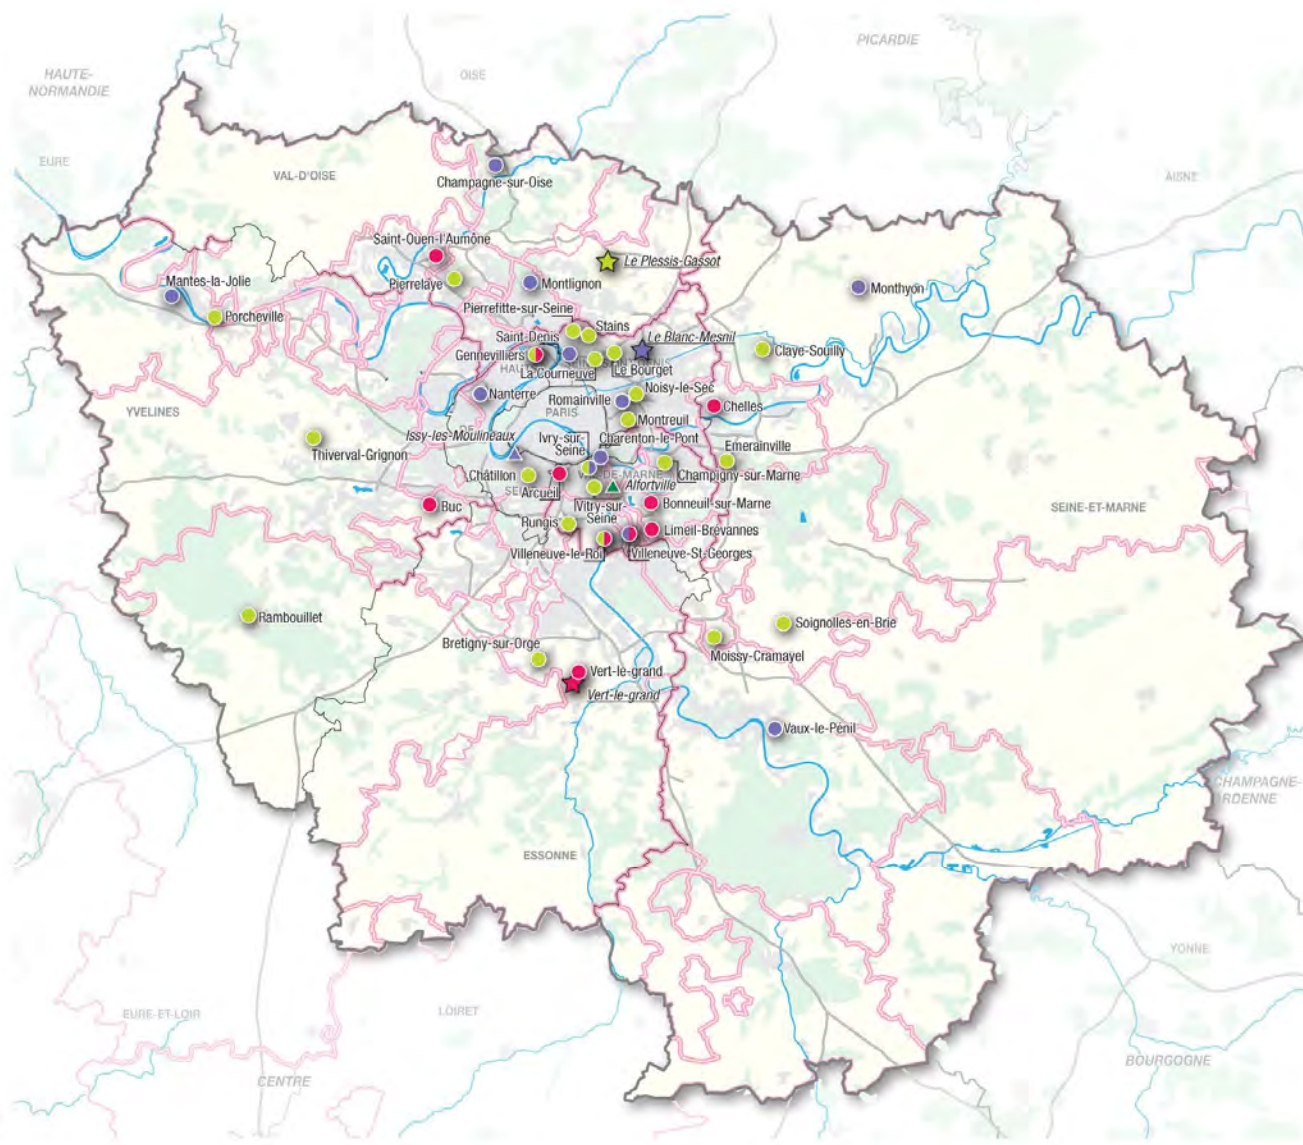 PICARDIE
HAUTE-
NORMANDIE
OISE
EURE
VAL-D'OISE
AISNE
Champagne-sur-Oise
Saint-Ouen-l'Aumône
Le Plessis-Gassot
Mantes-la-Jolie
Pierrelaye
Montlignon
Monthyon
Porcheville
Pierrefitte-sur-Seine
Stains
Saint-Denis
Le Blanc-Mesnil
Gennevilliers
Claye-Souilly
La Courneuve
Le Bourget
Noisy-le-Sec
Nanterre
Romainville
Chelles
YVELINES
PARIS
Montreuil
Issy-les-Moulineaux
Ivry-sur-
Seine
Charenton-le-Pont
Emerainville
Thiverval-Grignon
Châtillon
Champigny-sur-Marne
Arcueil
Alfortville
Buc
Vitry-sur-
Seine
Bonneuil-sur-Marne
SEINE-ET-MARNE
Rungis
Limeil-Brévannes
Villeneuve-le-Roi
Villeneuve-St-Georges
Rambouillet
Soignolles-en-Brie
Bretigny-sur-Orge
Moissy-Cramayel
Vert-le-grand
Vert-le-grand
Vaux-le-Pénil
CHAMPAGNE-
ARDENNE
ESSONNE
YONNE
EURE-ET-LOIR
LOIRET
BOURGOGNE
CENTRE